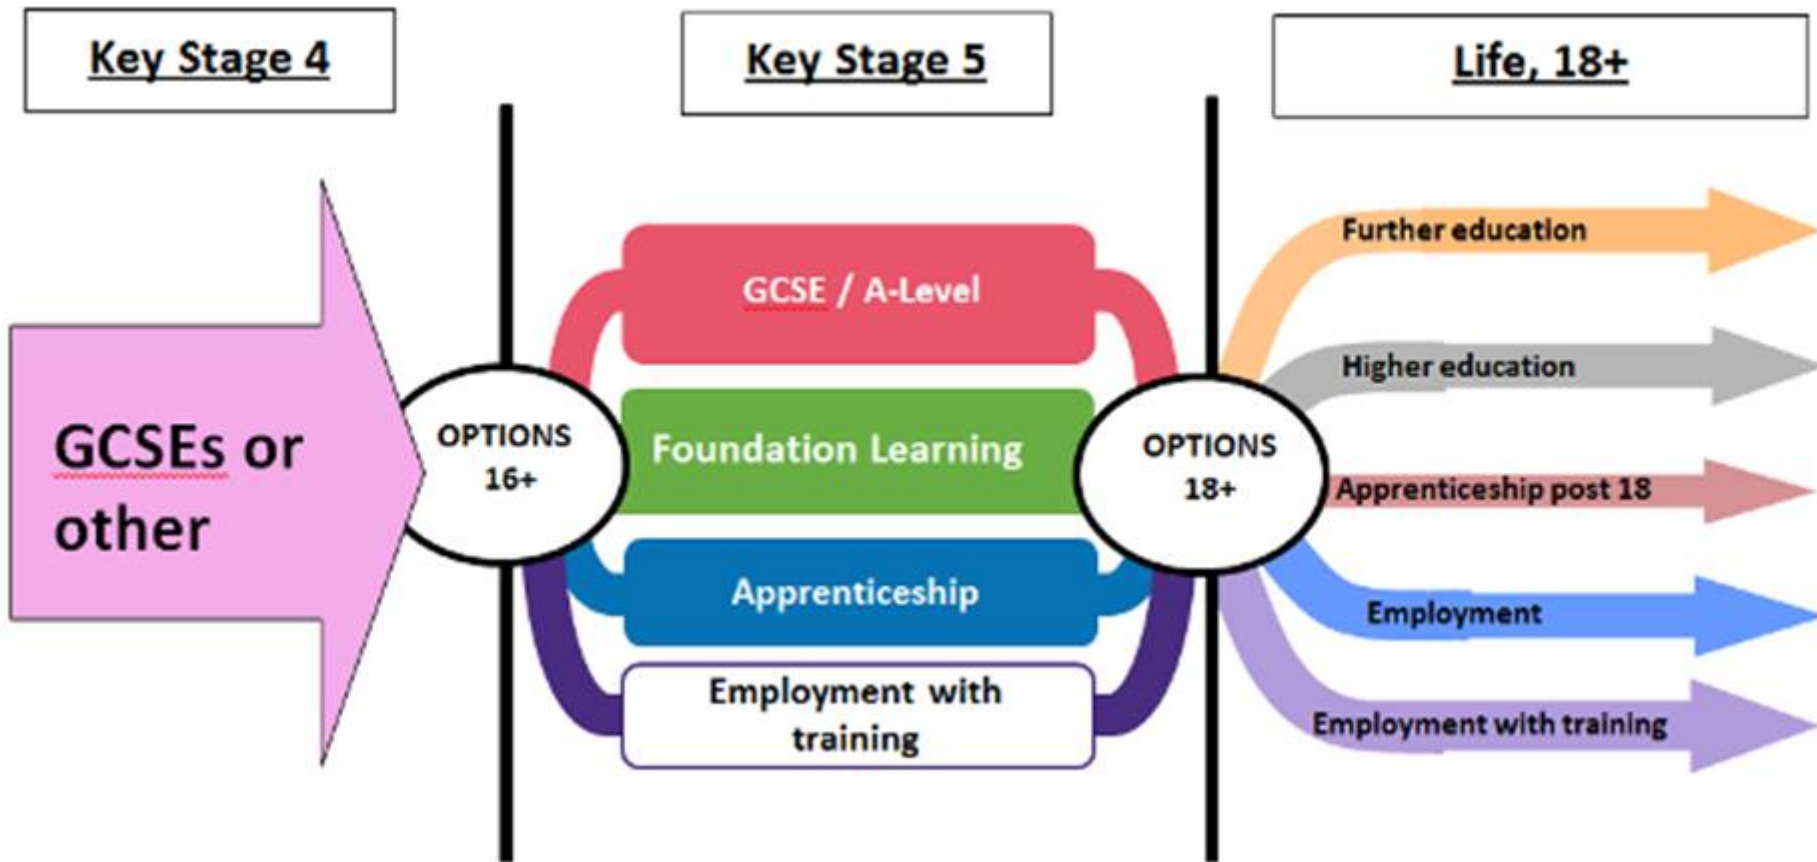 Key Stage 4
Key Stage 5
Life, 18+
GCSEs or
other
OPTIONS
16+
GCSE / A-Level
Foundation Learning
Apprenticeship
Employment with
training
OPTIONS
18+
Further education
Higher education
Apprenticeship post 18
Employment
Employment with training